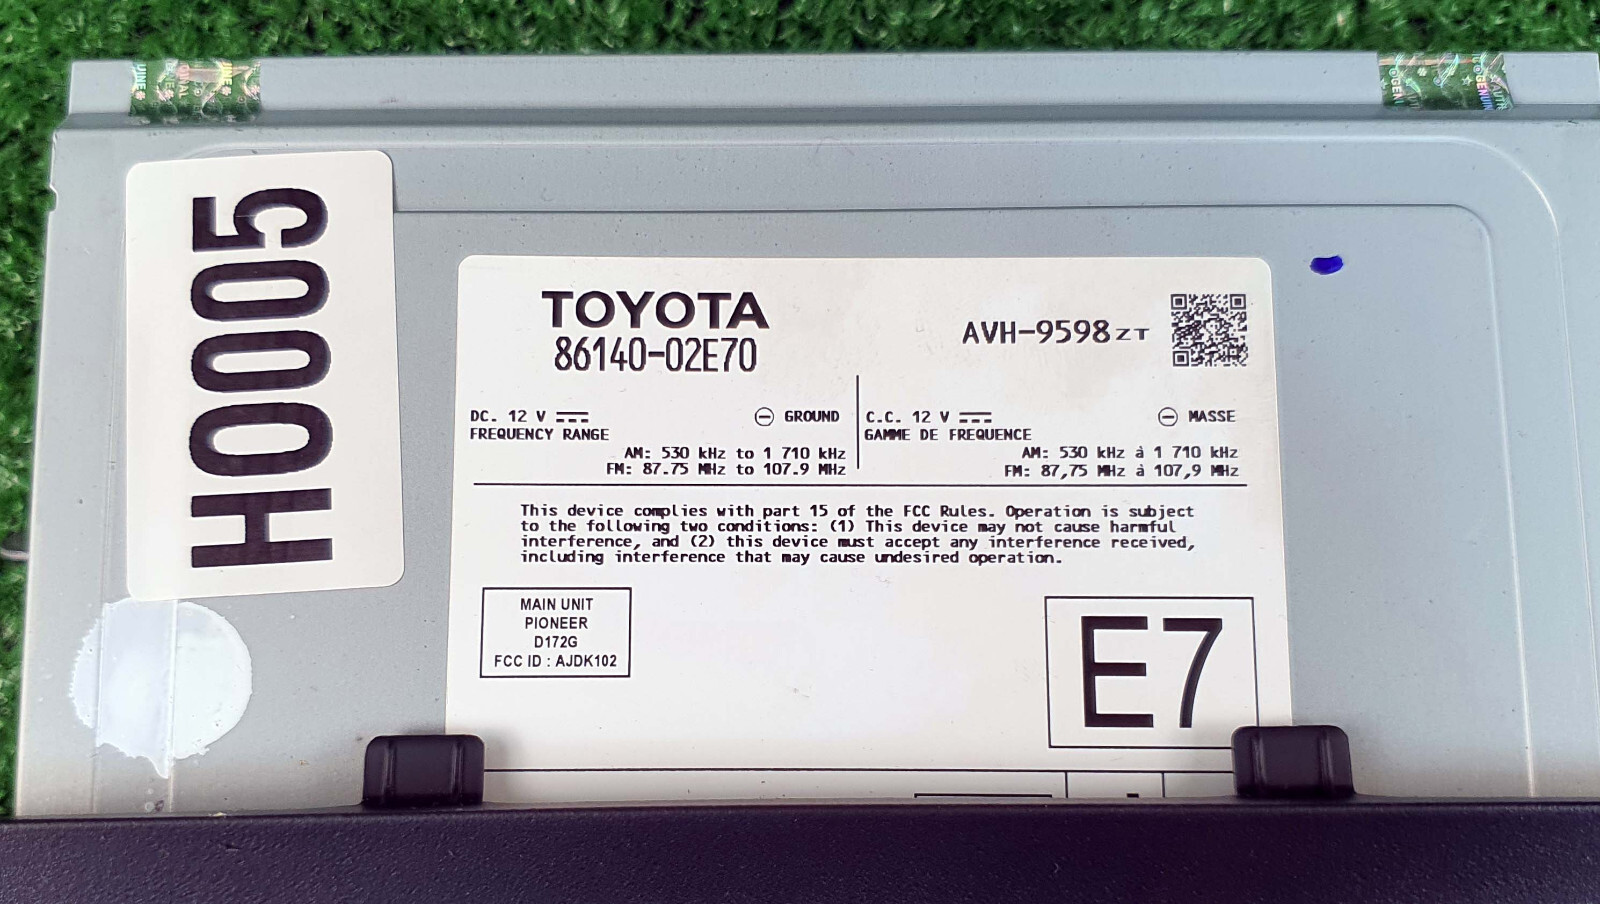 H0005
TOYOTA
86140-02E70
AVH-9598ZT
DC. 12 V
GROUND
FREQUENCY RANGE
AM: 530 kHz to 1 710 kHz
FM: 87.75 MHz to 107.9 MHz
C.C. 12 V
MASSE
GAMME DE FREQUENCE
AM: 530 kHz à 1 710 kHz
FM: 87,75 MHz à 107,9 MHz
This device complies with part 15 of the FCC Rules. Operation is subject
to the following two conditions: (1) This device may not cause harmful
interference, and (2) this device must accept any interference received,
including interference that may cause undesired operation.
MAIN UNIT
PIONEER
D172G
FCC ID : AJDK102
E7